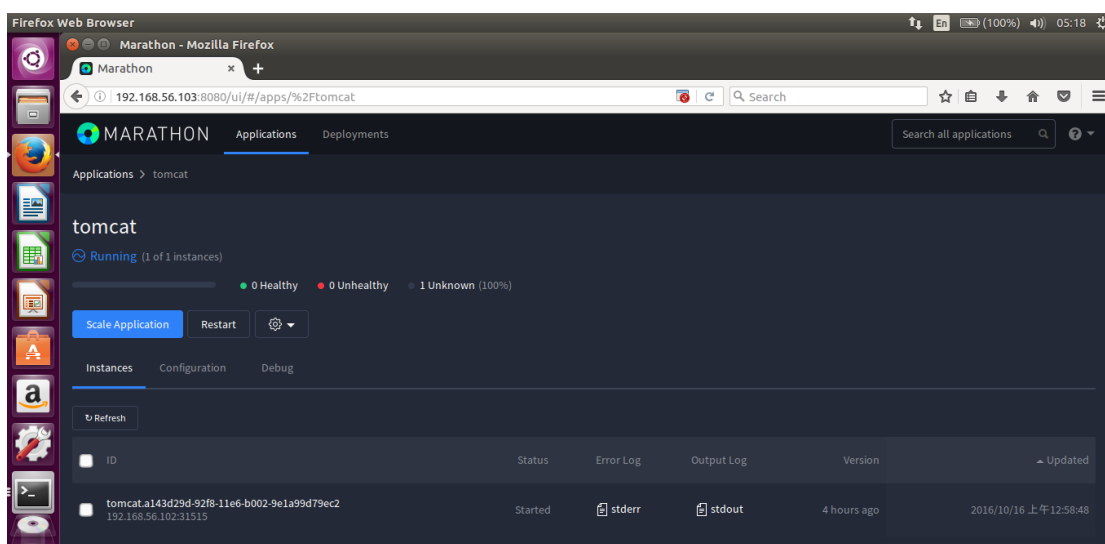 Firefox Web Browser
En (100%) 05:18
Marathon - Mozilla Firefox
Marathon × +
192.168.56.103:8080/ui/#/apps/%2Ftomcat
Search
MARATHON Applications Deployments Search all applications
Applications > tomcat
tomcat
Running (1 of 1 instances)
0 Healthy 0 Unhealthy 1 Unknown (100%)
Scale Application Restart
Instances Configuration Debug
Refresh
ID Status Error Log Output Log Version Updated
tomcat.a143d29d-92f8-11e6-b002-9e1a99d79ec2
192.168.56.102:31515
Started stderr stdout 4 hours ago 2016/10/16 上午12:58:48